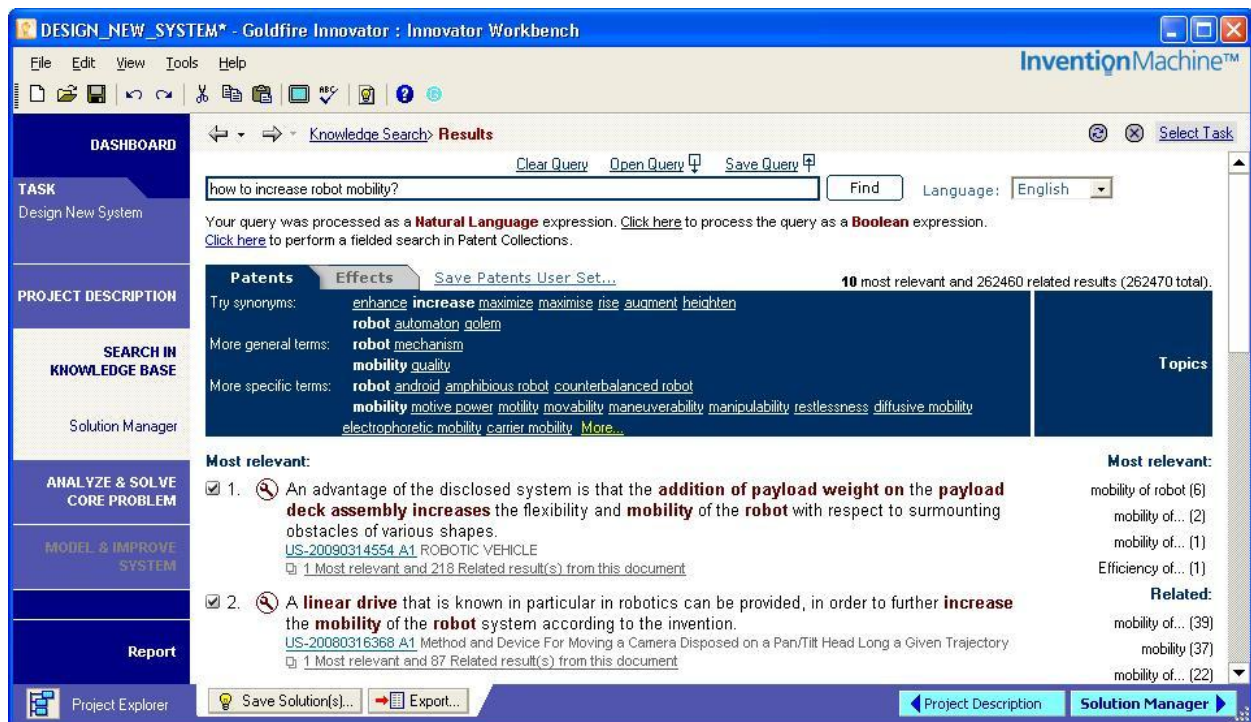 DESIGN_NEW_SYSTEM* - Goldfire Innovator : Innovator Workbench
File Edit View Tools Help
InventionMachine™
ABC
DASHBOARD
TASK
Design New System
PROJECT DESCRIPTION
SEARCH IN
KNOWLEDGE BASE
Solution Manager
ANALYZE & SOLVE
CORE PROBLEM
MODEL & IMPROVE
SYSTEM
Report
Knowledge Search> Results
Select Task
Clear Query Open Query Save Query
how to increase robot mobility?
Find
Language: English
Your query was processed as a Natural Language expression. Click here to process the query as a Boolean expression.
Click here to perform a fielded search in Patent Collections.
Patents Effects Save Patents User Set...
10 most relevant and 262460 related results (262470 total).
Try synonyms: enhance increase maximize maximise rise augment heighten
robot automaton golem
More general terms: robot mechanism
mobility quality
More specific terms: robot android amphibious robot counterbalanced robot
mobility motive power motility movability maneuverability manipulability restlessness diffusive mobility
electrophoretic mobility carrier mobility More...
Topics
Most relevant:
1. An advantage of the disclosed system is that the addition of payload weight on the payload
deck assembly increases the flexibility and mobility of the robot with respect to surmounting
obstacles of various shapes.
US-20090314554 A1 ROBOTIC VEHICLE
1 Most relevant and 218 Related result(s) from this document
2. A linear drive that is known in particular in robotics can be provided, in order to further increase
the mobility of the robot system according to the invention.
US-20080316368 A1 Method and Device For Moving a Camera Disposed on a Pan/Tilt Head Long a Given Trajectory
1 Most relevant and 87 Related result(s) from this document
Most relevant:
mobility of robot (6)
mobility of... (2)
mobility of... (1)
Efficiency of... (1)
Related:
mobility of... (39)
mobility (37)
mobility of... (22)
Project Explorer
Save Solution(s)... Export...
Project Description
Solution Manager